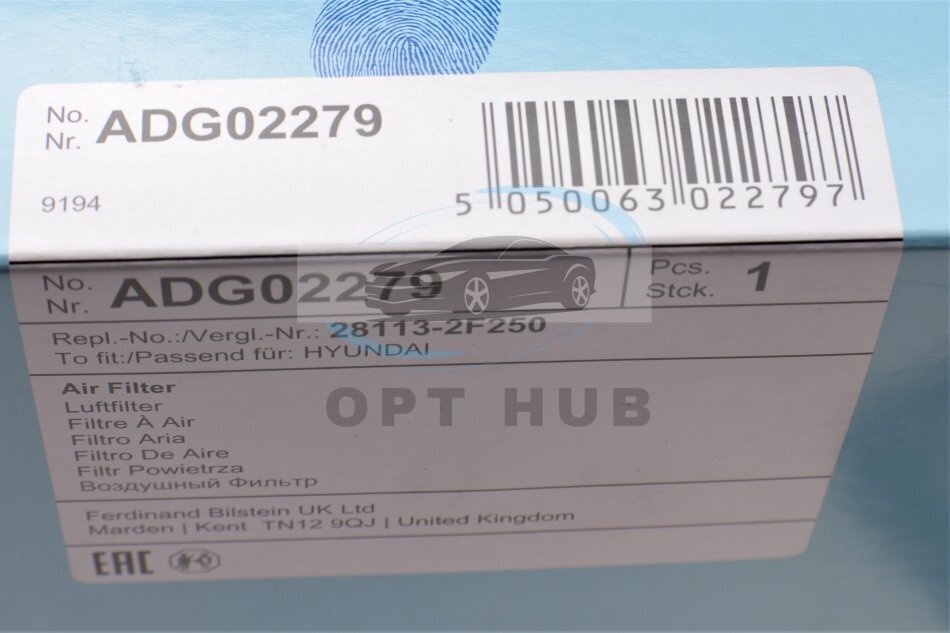 No.
Nr. ADG02279
9194
5 050063 022797
No.
Nr. ADG02279
Pcs.
Stck. 1
Repl.-No.:/Vergl.-Nr.: 28113-2F250
To fit:/Passend für: HYUNDAI
Air Filter
Luftfilter
Filtre À Air
Filtro Aria
Filtro De Aire
Filtr Powietrza
Воздушный Фильтр
OPT HUB
Ferdinand Bilstein UK Ltd
Marden | Kent TN12 9QJ | United Kingdom
EAC